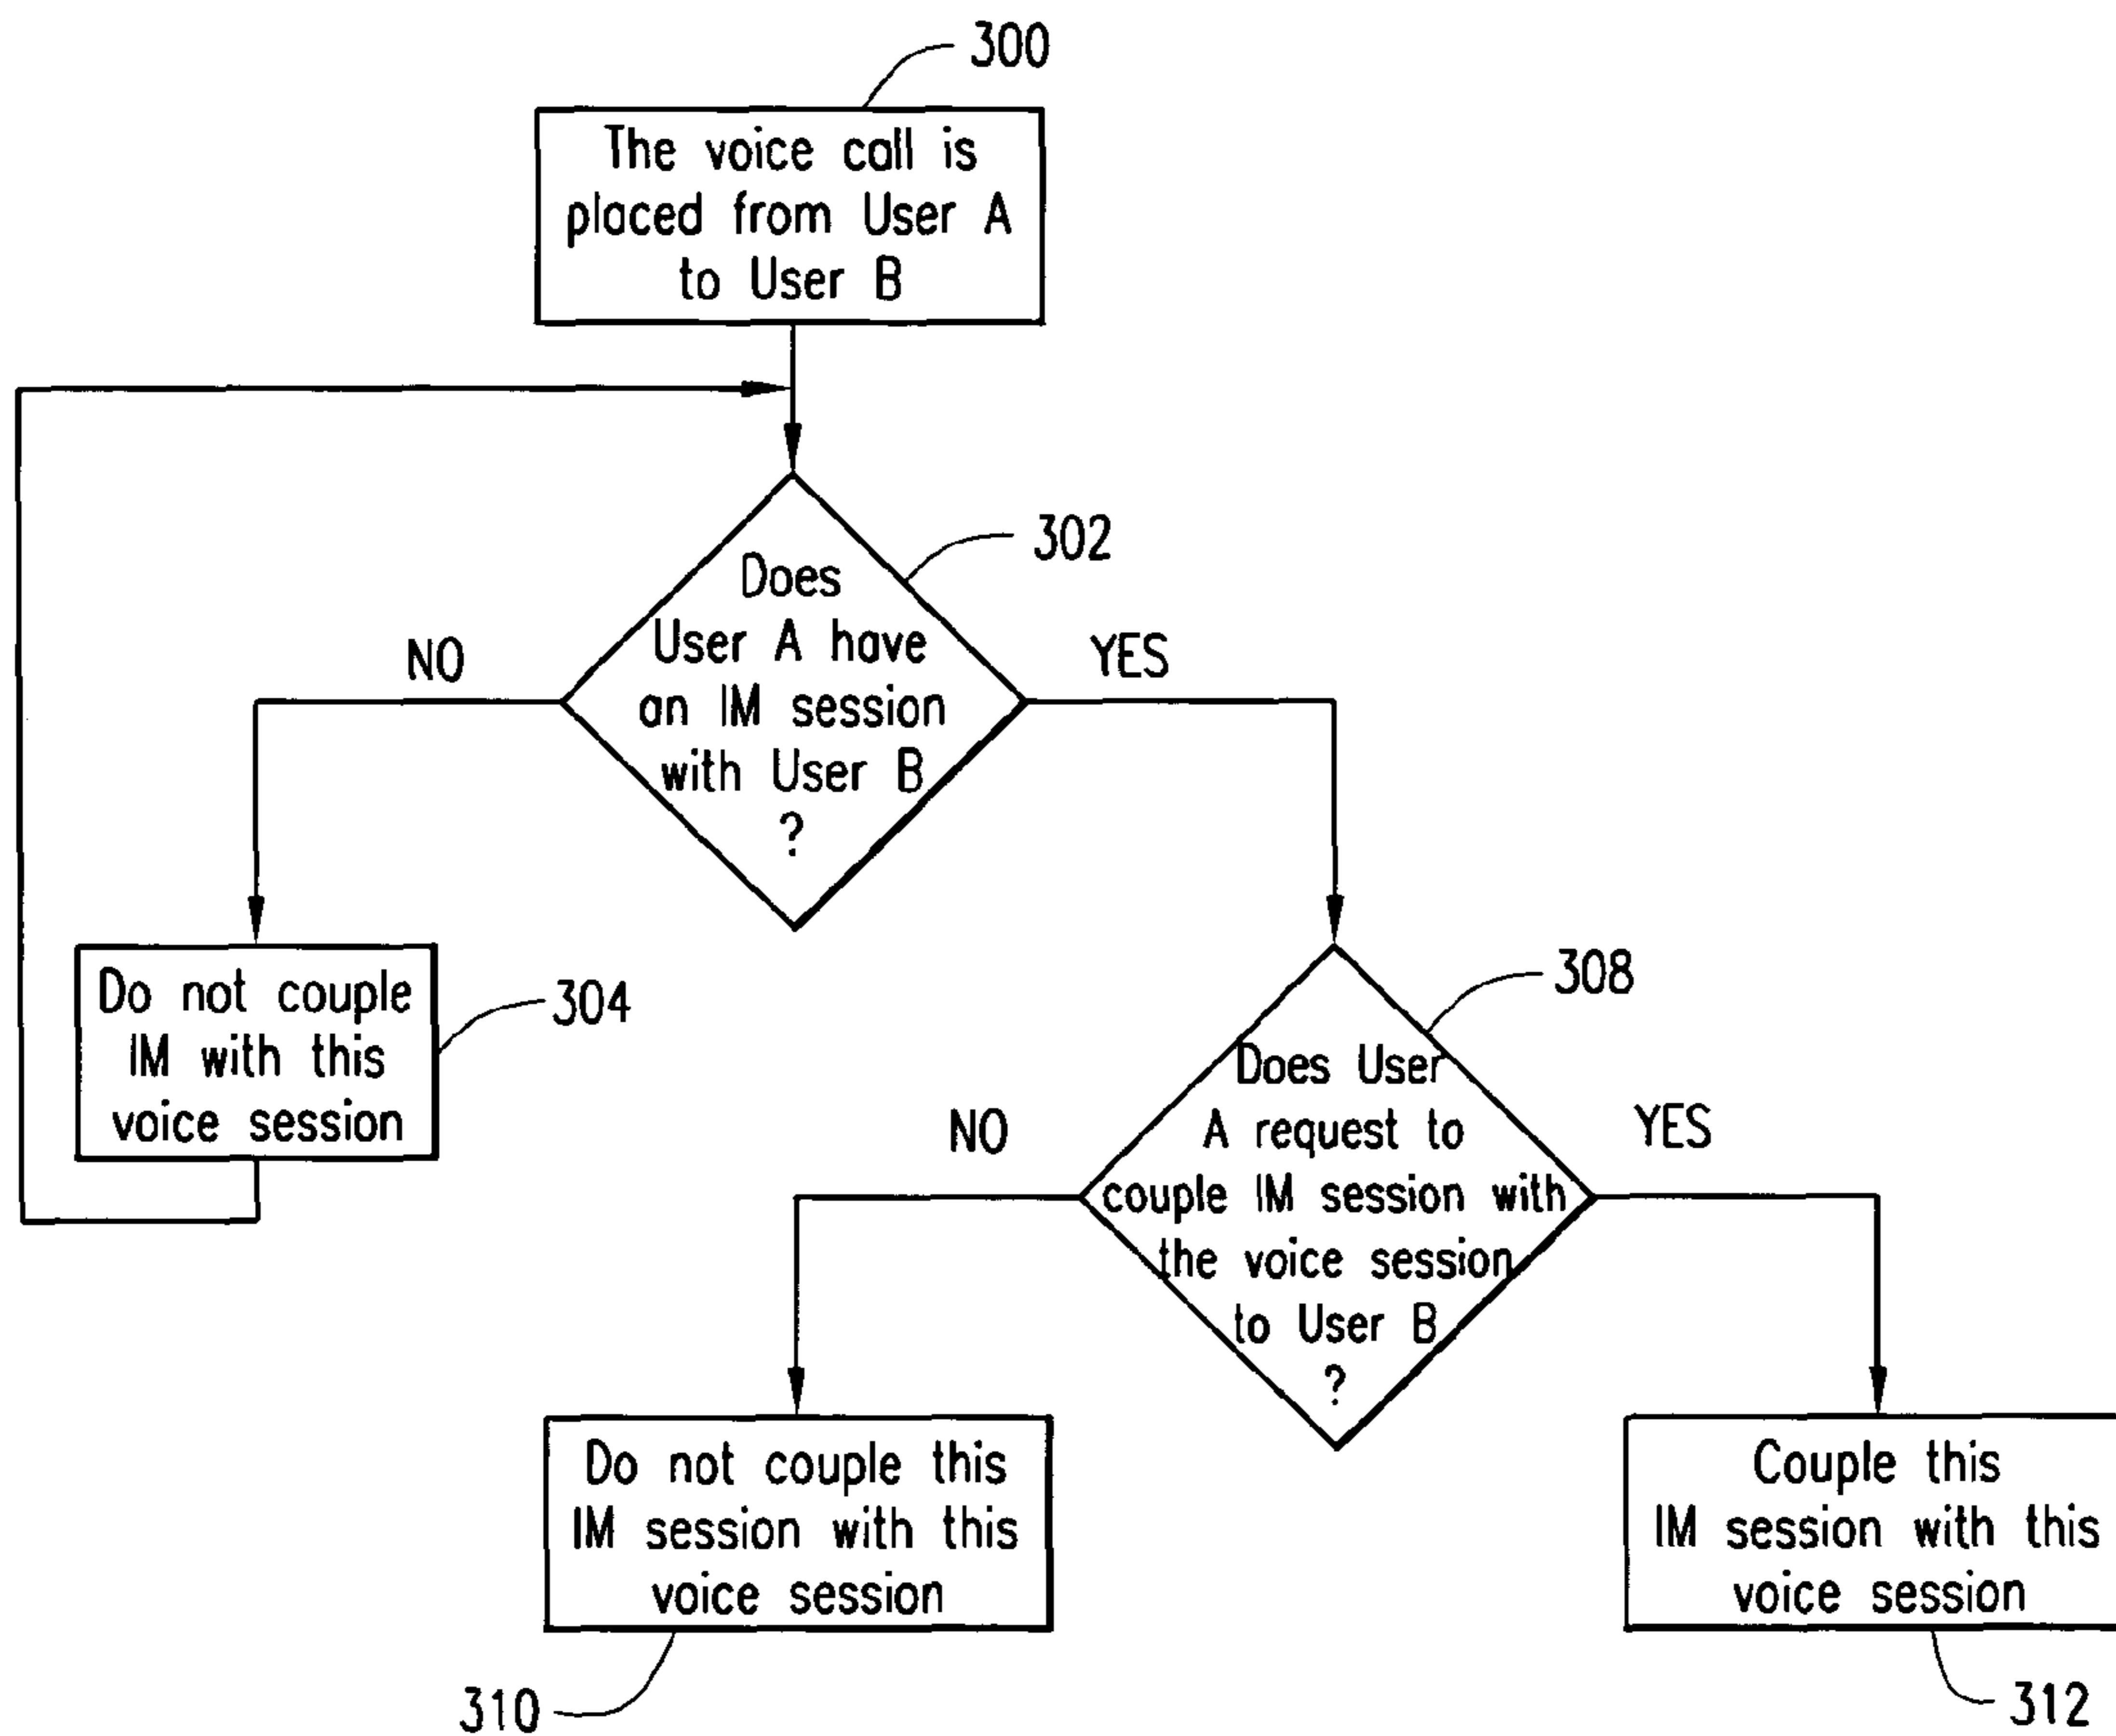 300
The voice call is
placed from User A
to User B
302
Does
User A have
an IM session
with User B
?
NO
YES
Do not couple
IM with this
voice session
304
308
Does User
A request to
couple IM session with
the voice session
to User B
?
NO
YES
Do not couple this
IM session with this
voice session
310
Couple this
IM session with this
voice session
312